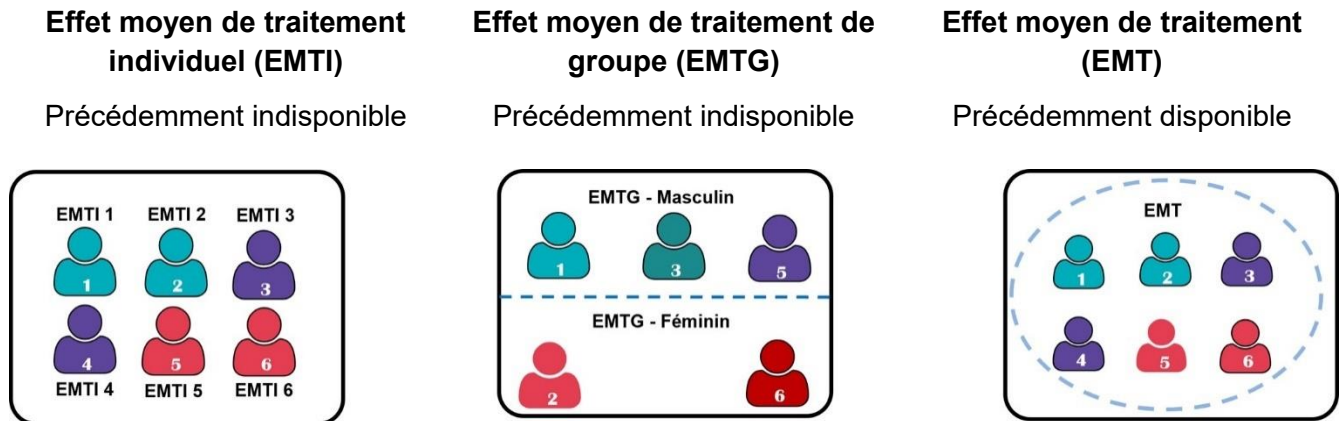 Effet moyen de traitement
individuel (EMTI)
Précédemment indisponible
EMTI 1 EMTI 2 EMTI 3
1 2 3
4 5 6
EMTI 4 EMTI 5 EMTI 6
Effet moyen de traitement de
groupe (EMTG)
Précédemment indisponible
EMTG - Masculin
1 3 5
EMTG - Féminin
2 6
Effet moyen de traitement
(EMT)
Précédemment disponible
EMT
1 2 3
4 5 6